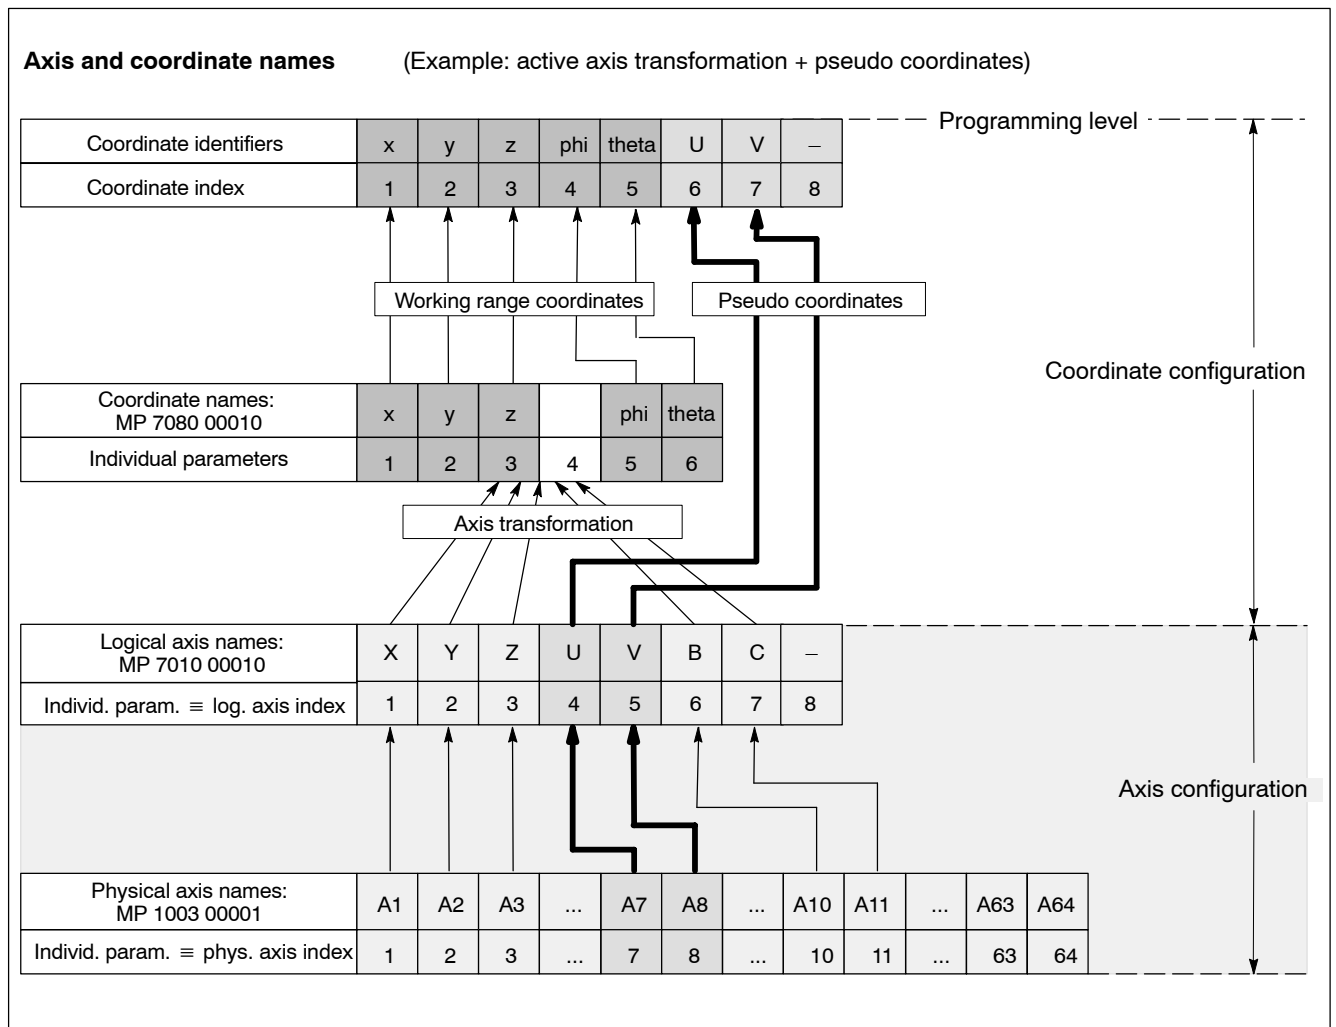 Axis and coordinate names (Example: active axis transformation + pseudo coordinates)
Programming level
Coordinate identifiers x y z phi theta U V –
Coordinate index 1 2 3 4 5 6 7 8
Working range coordinates Pseudo coordinates
Coordinate configuration
Coordinate names:
MP 7080 00010
x y z phi theta
Individual parameters 1 2 3 4 5 6
Axis transformation
Logical axis names:
MP 7010 00010
X Y Z U V B C –
Individ. param. ≡ log. axis index 1 2 3 4 5 6 7 8
Axis configuration
Physical axis names:
MP 1003 00001
A1 A2 A3 ... A7 A8 ... A10 A11 ... A63 A64
Individ. param. ≡ phys. axis index 1 2 3 ... 7 8 ... 10 11 ... 63 64